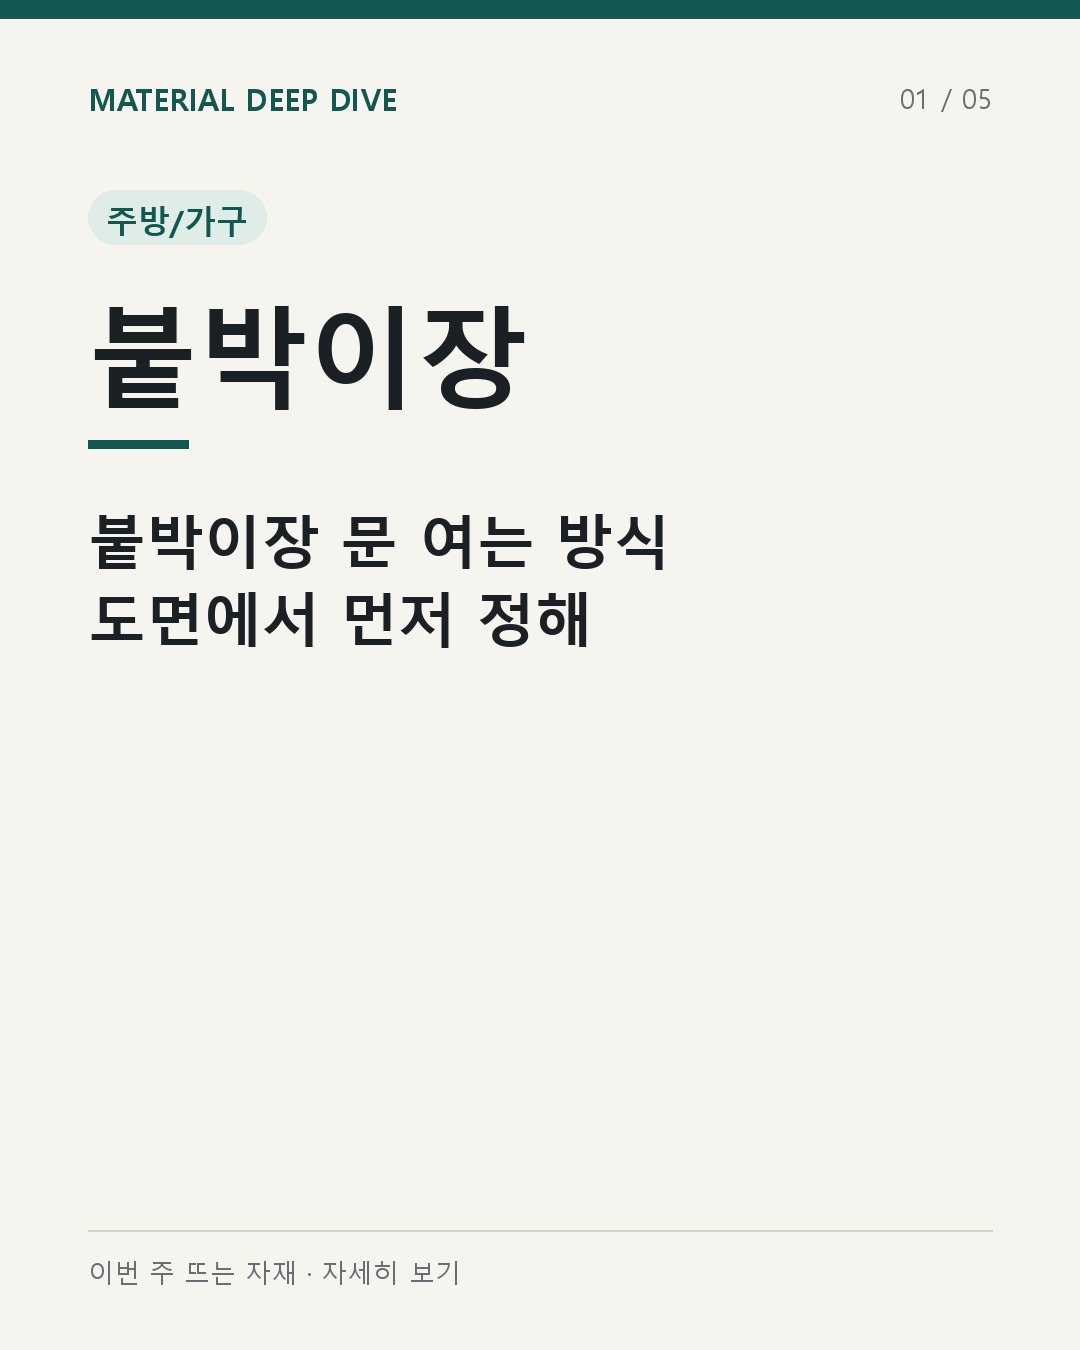 MATERIAL DEEP DIVE
01 / 05
주방/가구
붙박이장
붙박이장 문 여는 방식
도면에서 먼저 정해
이번 주 뜨는 자재 · 자세히 보기